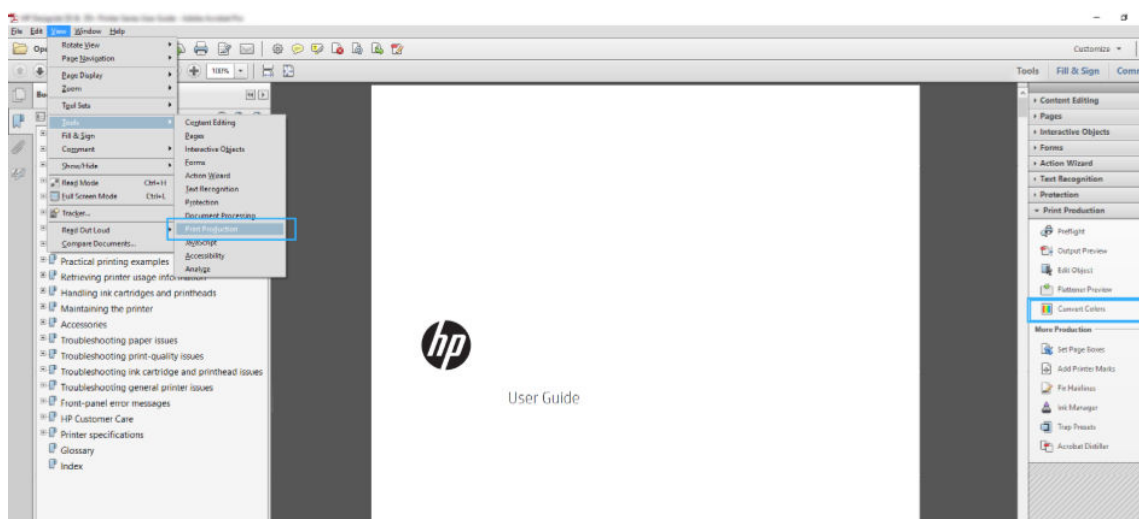 File Edit View Window Help
Customize
Rotate View
Page Navigation
Page Display
Zoom
Tool Sets
Tools
Fill & Sign
Comment
Show/Hide
Read Mode Ctrl+H
Full Screen Mode Ctrl+L
Tracker...
Read Out Loud
Compare Documents...
100%
Content Editing
Pages
Interactive Objects
Forms
Action Wizard
Text Recognition
Protection
Document Processing
Print Production
JavaScript
Accessibility
Analyze
Practical printing examples
Retrieving printer usage information
Handling ink cartridges and printheads
Maintaining the printer
Accessories
Troubleshooting paper issues
Troubleshooting print-quality issues
Troubleshooting ink cartridge and printhead issues
Troubleshooting general printer issues
Front-panel error messages
HP Customer Care
Printer specifications
Glossary
Index
hp
User Guide
Tools Fill & Sign Comm
Content Editing
Pages
Interactive Objects
Forms
Action Wizard
Text Recognition
Protection
Print Production
Preflight
Output Preview
Edit Object
Flattener Preview
Convert Colors
More Production
Set Page Boxes
Add Printer Marks
Fix Hairlines
Ink Manager
Trap Presets
Acrobat Distiller